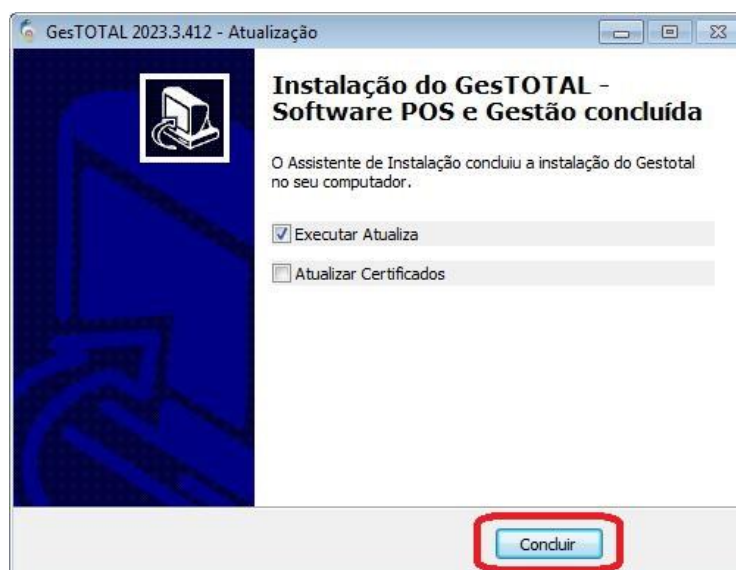 GesTOTAL 2023.3.412 - Atualização
Instalação do GesTOTAL -
Software POS e Gestão concluída
O Assistente de Instalação concluiu a instalação do Gestotal
no seu computador.
Executar Atualiza
Atualizar Certificados
Concluir